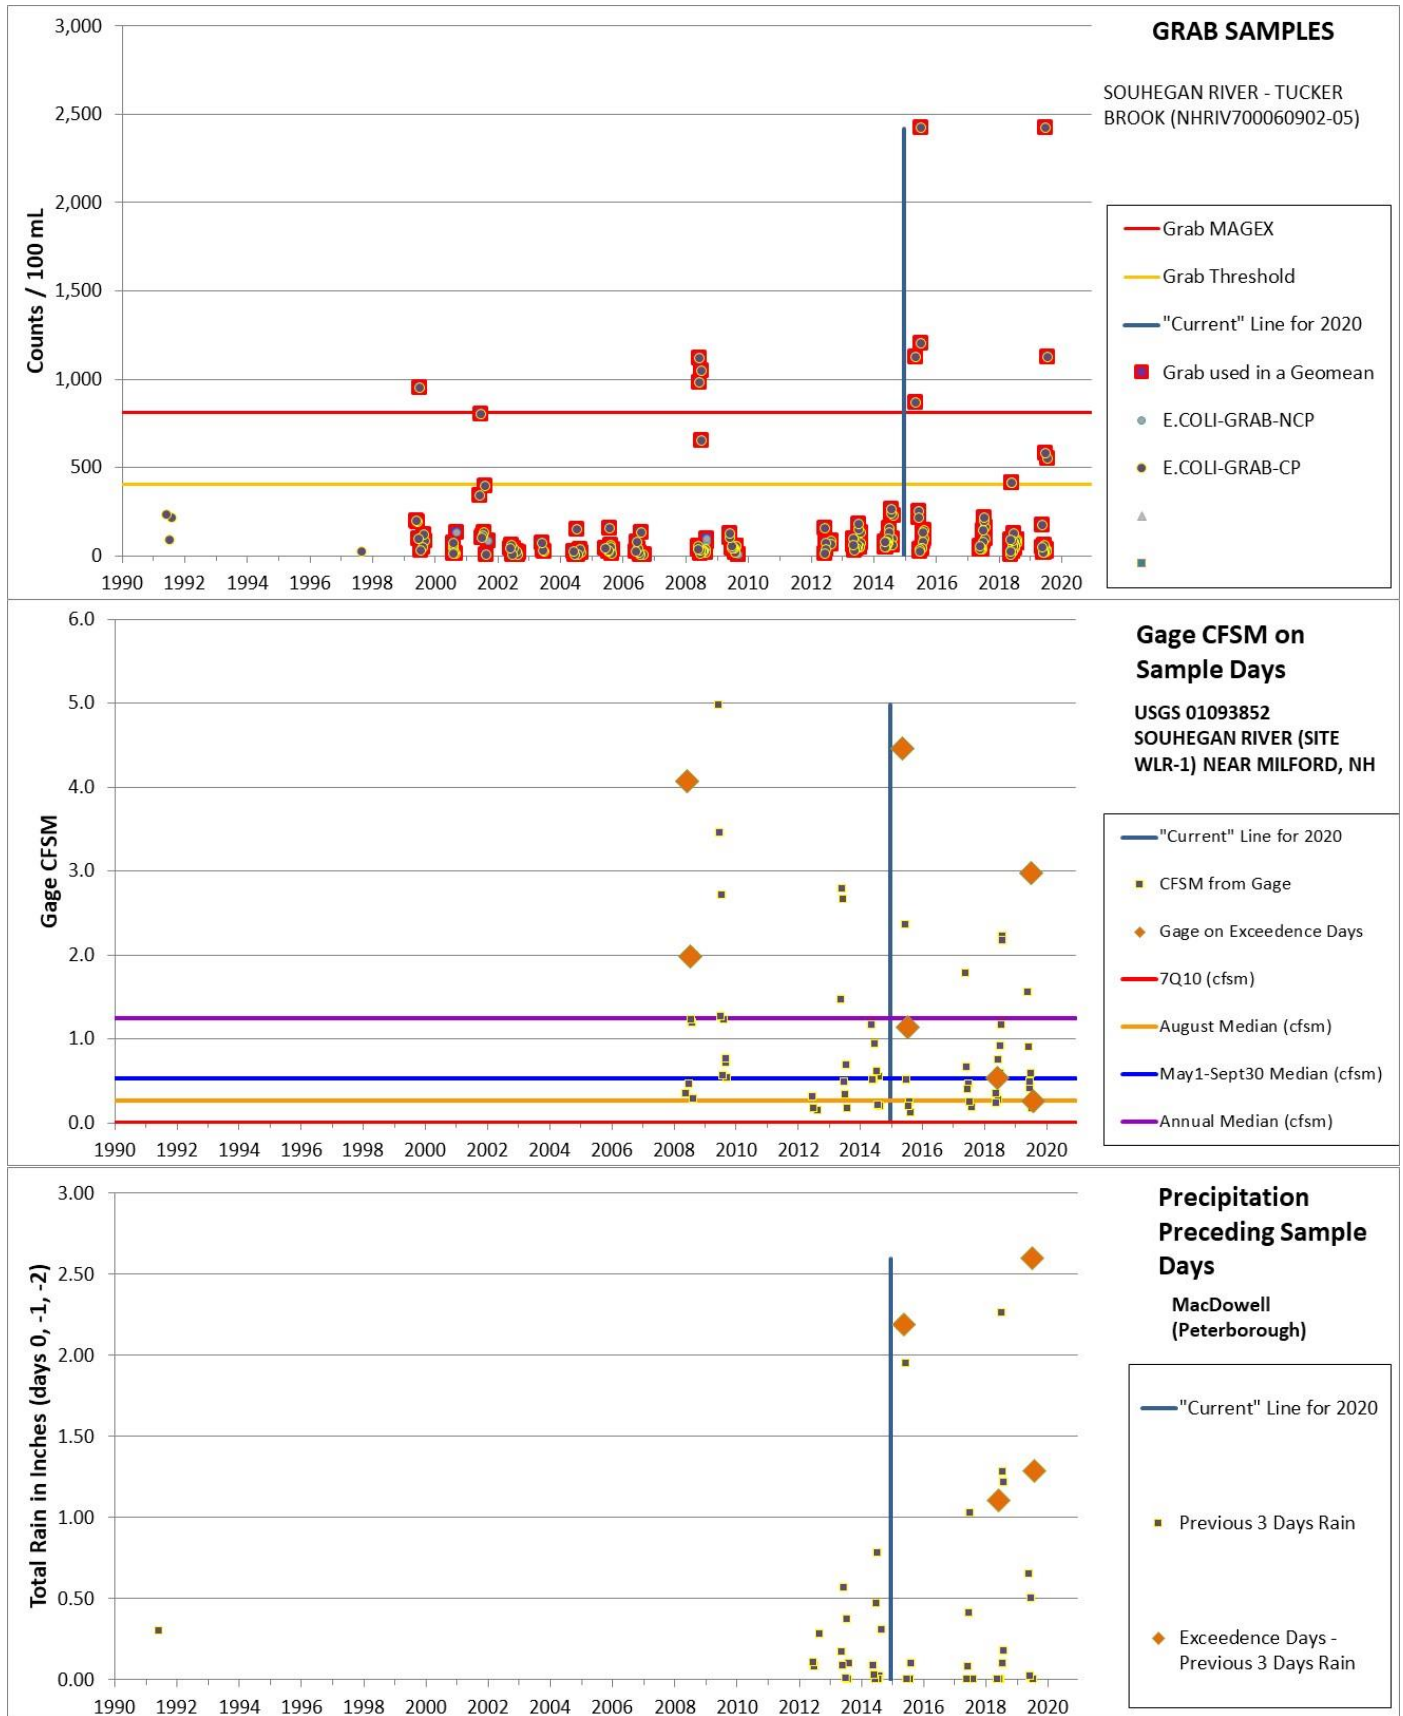 GRAB SAMPLES
SOUHEGAN RIVER - TUCKER
BROOK (NHRIV700060902-05)
Counts / 100 mL
3,000
2,500
2,000
1,500
1,000
500
0
1990 1992 1994 1996 1998 2000 2002 2004 2006 2008 2010 2012 2014 2016 2018 2020
Grab MAGEX
Grab Threshold
"Current" Line for 2020
Grab used in a Geomean
E.COLI-GRAB-NCP
E.COLI-GRAB-CP
Gage CFSM on
Sample Days
USGS 01093852
SOUHEGAN RIVER (SITE
WLR-1) NEAR MILFORD, NH
Gage CFSM
6.0
5.0
4.0
3.0
2.0
1.0
0.0
1990 1992 1994 1996 1998 2000 2002 2004 2006 2008 2010 2012 2014 2016 2018 2020
"Current" Line for 2020
CFSM from Gage
Gage on Exceedence Days
7Q10 (cfsm)
August Median (cfsm)
May1-Sept30 Median (cfsm)
Annual Median (cfsm)
Precipitation
Preceding Sample
Days
MacDowell
(Peterborough)
Total Rain in Inches (days 0, -1, -2)
3.00
2.50
2.00
1.50
1.00
0.50
0.00
1990 1992 1994 1996 1998 2000 2002 2004 2006 2008 2010 2012 2014 2016 2018 2020
"Current" Line for 2020
Previous 3 Days Rain
Exceedence Days -
Previous 3 Days Rain